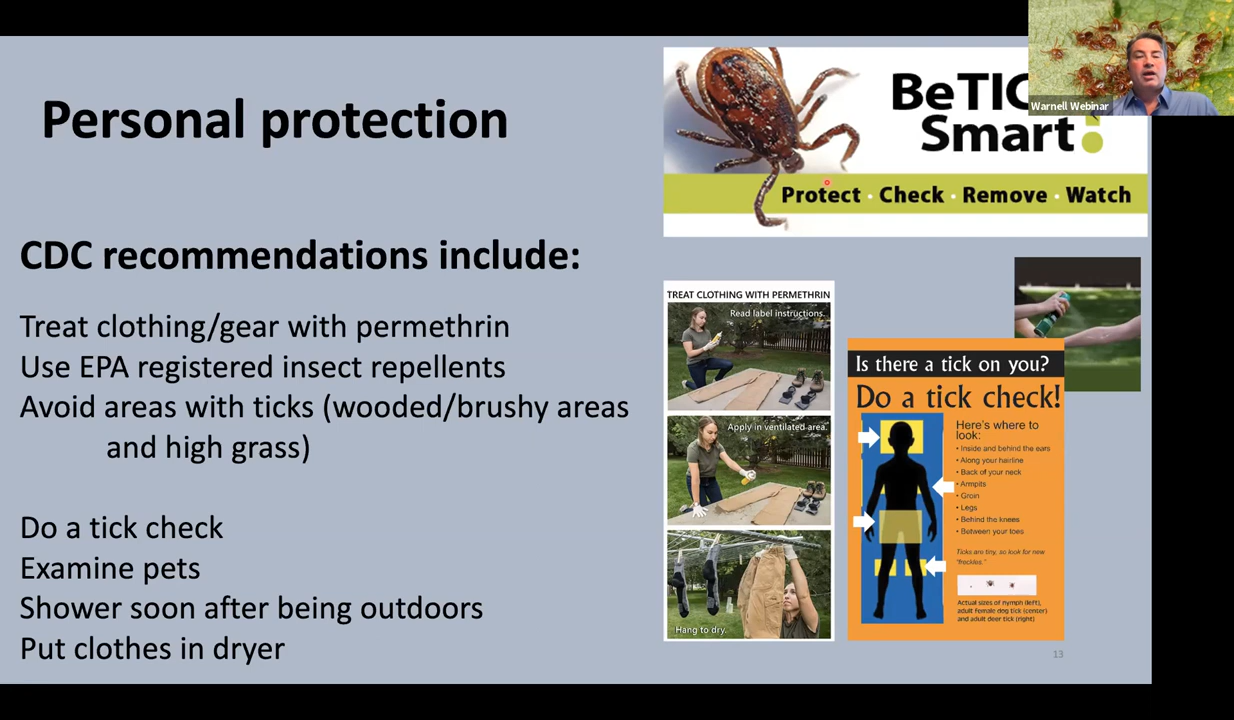 Personal protection
CDC recommendations include:
Treat clothing/gear with permethrin
Use EPA registered insect repellents
Avoid areas with ticks (wooded/brushy areas
and high grass)
Do a tick check
Examine pets
Shower soon after being outdoors
Put clothes in dryer
Smart!
Protect · Check · Remove · Watch
Warnell Webinar
TREAT CLOTHING WITH PERMETHRIN
Read label instructions.
Apply in ventilated area.
Hang to dry.
Is there a tick on you?
Do a tick check!
Here's where to
look:
• Inside and behind the ears
• Along your hairline
• Back of your neck
• Armpits
• Groin
• Legs
• Behind the knees
• Between your toes
Ticks are tiny, so look for new
"freckles."
Actual sizes of nymph (left),
adult female dog tick (center)
and adult deer tick (right)
13